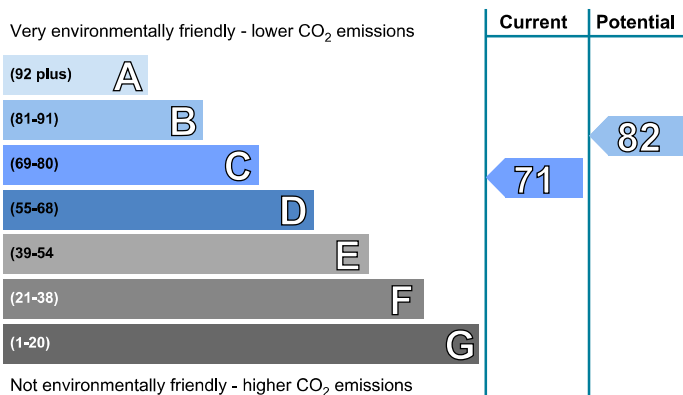 Very environmentally friendly - lower CO₂ emissions
Current
Potential
(92 plus) A
(81-91) B
(69-80) C
(55-68) D
(39-54 E
(21-38) F
(1-20) G
82
71
Not environmentally friendly - higher CO₂ emissions